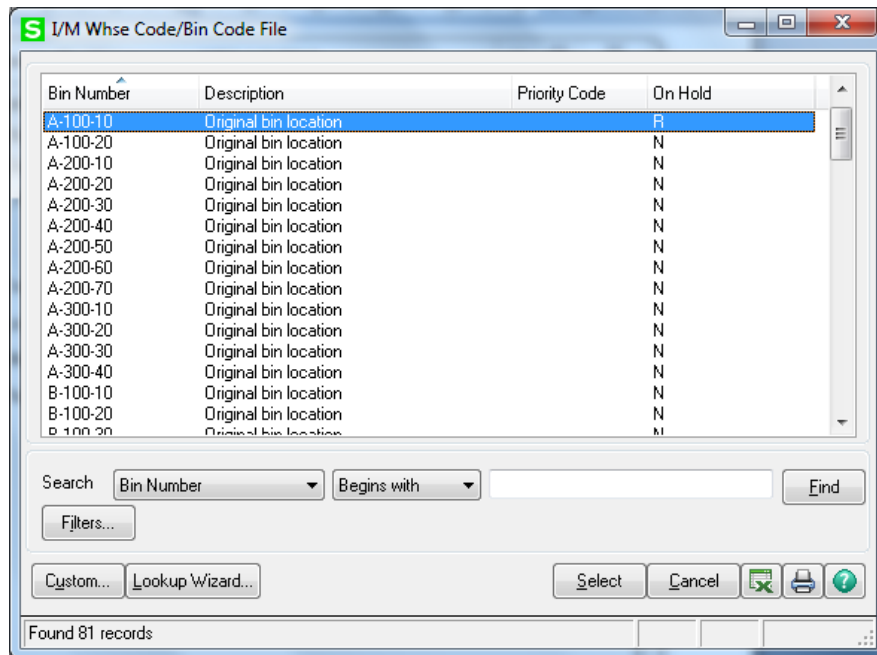 S I/M Whse Code/Bin Code File
Bin Number Description Priority Code On Hold
A-100-10 Original bin location R
A-100-20 Original bin location N
A-200-10 Original bin location N
A-200-20 Original bin location N
A-200-30 Original bin location N
A-200-40 Original bin location N
A-200-50 Original bin location N
A-200-60 Original bin location N
A-200-70 Original bin location N
A-300-10 Original bin location N
A-300-20 Original bin location N
A-300-30 Original bin location N
A-300-40 Original bin location N
B-100-10 Original bin location N
B-100-20 Original bin location N
B-100-30 Original bin location N
Search Bin Number Begins with Find
Filters...
Custom... Lookup Wizard... Select Cancel ?
Found 81 records